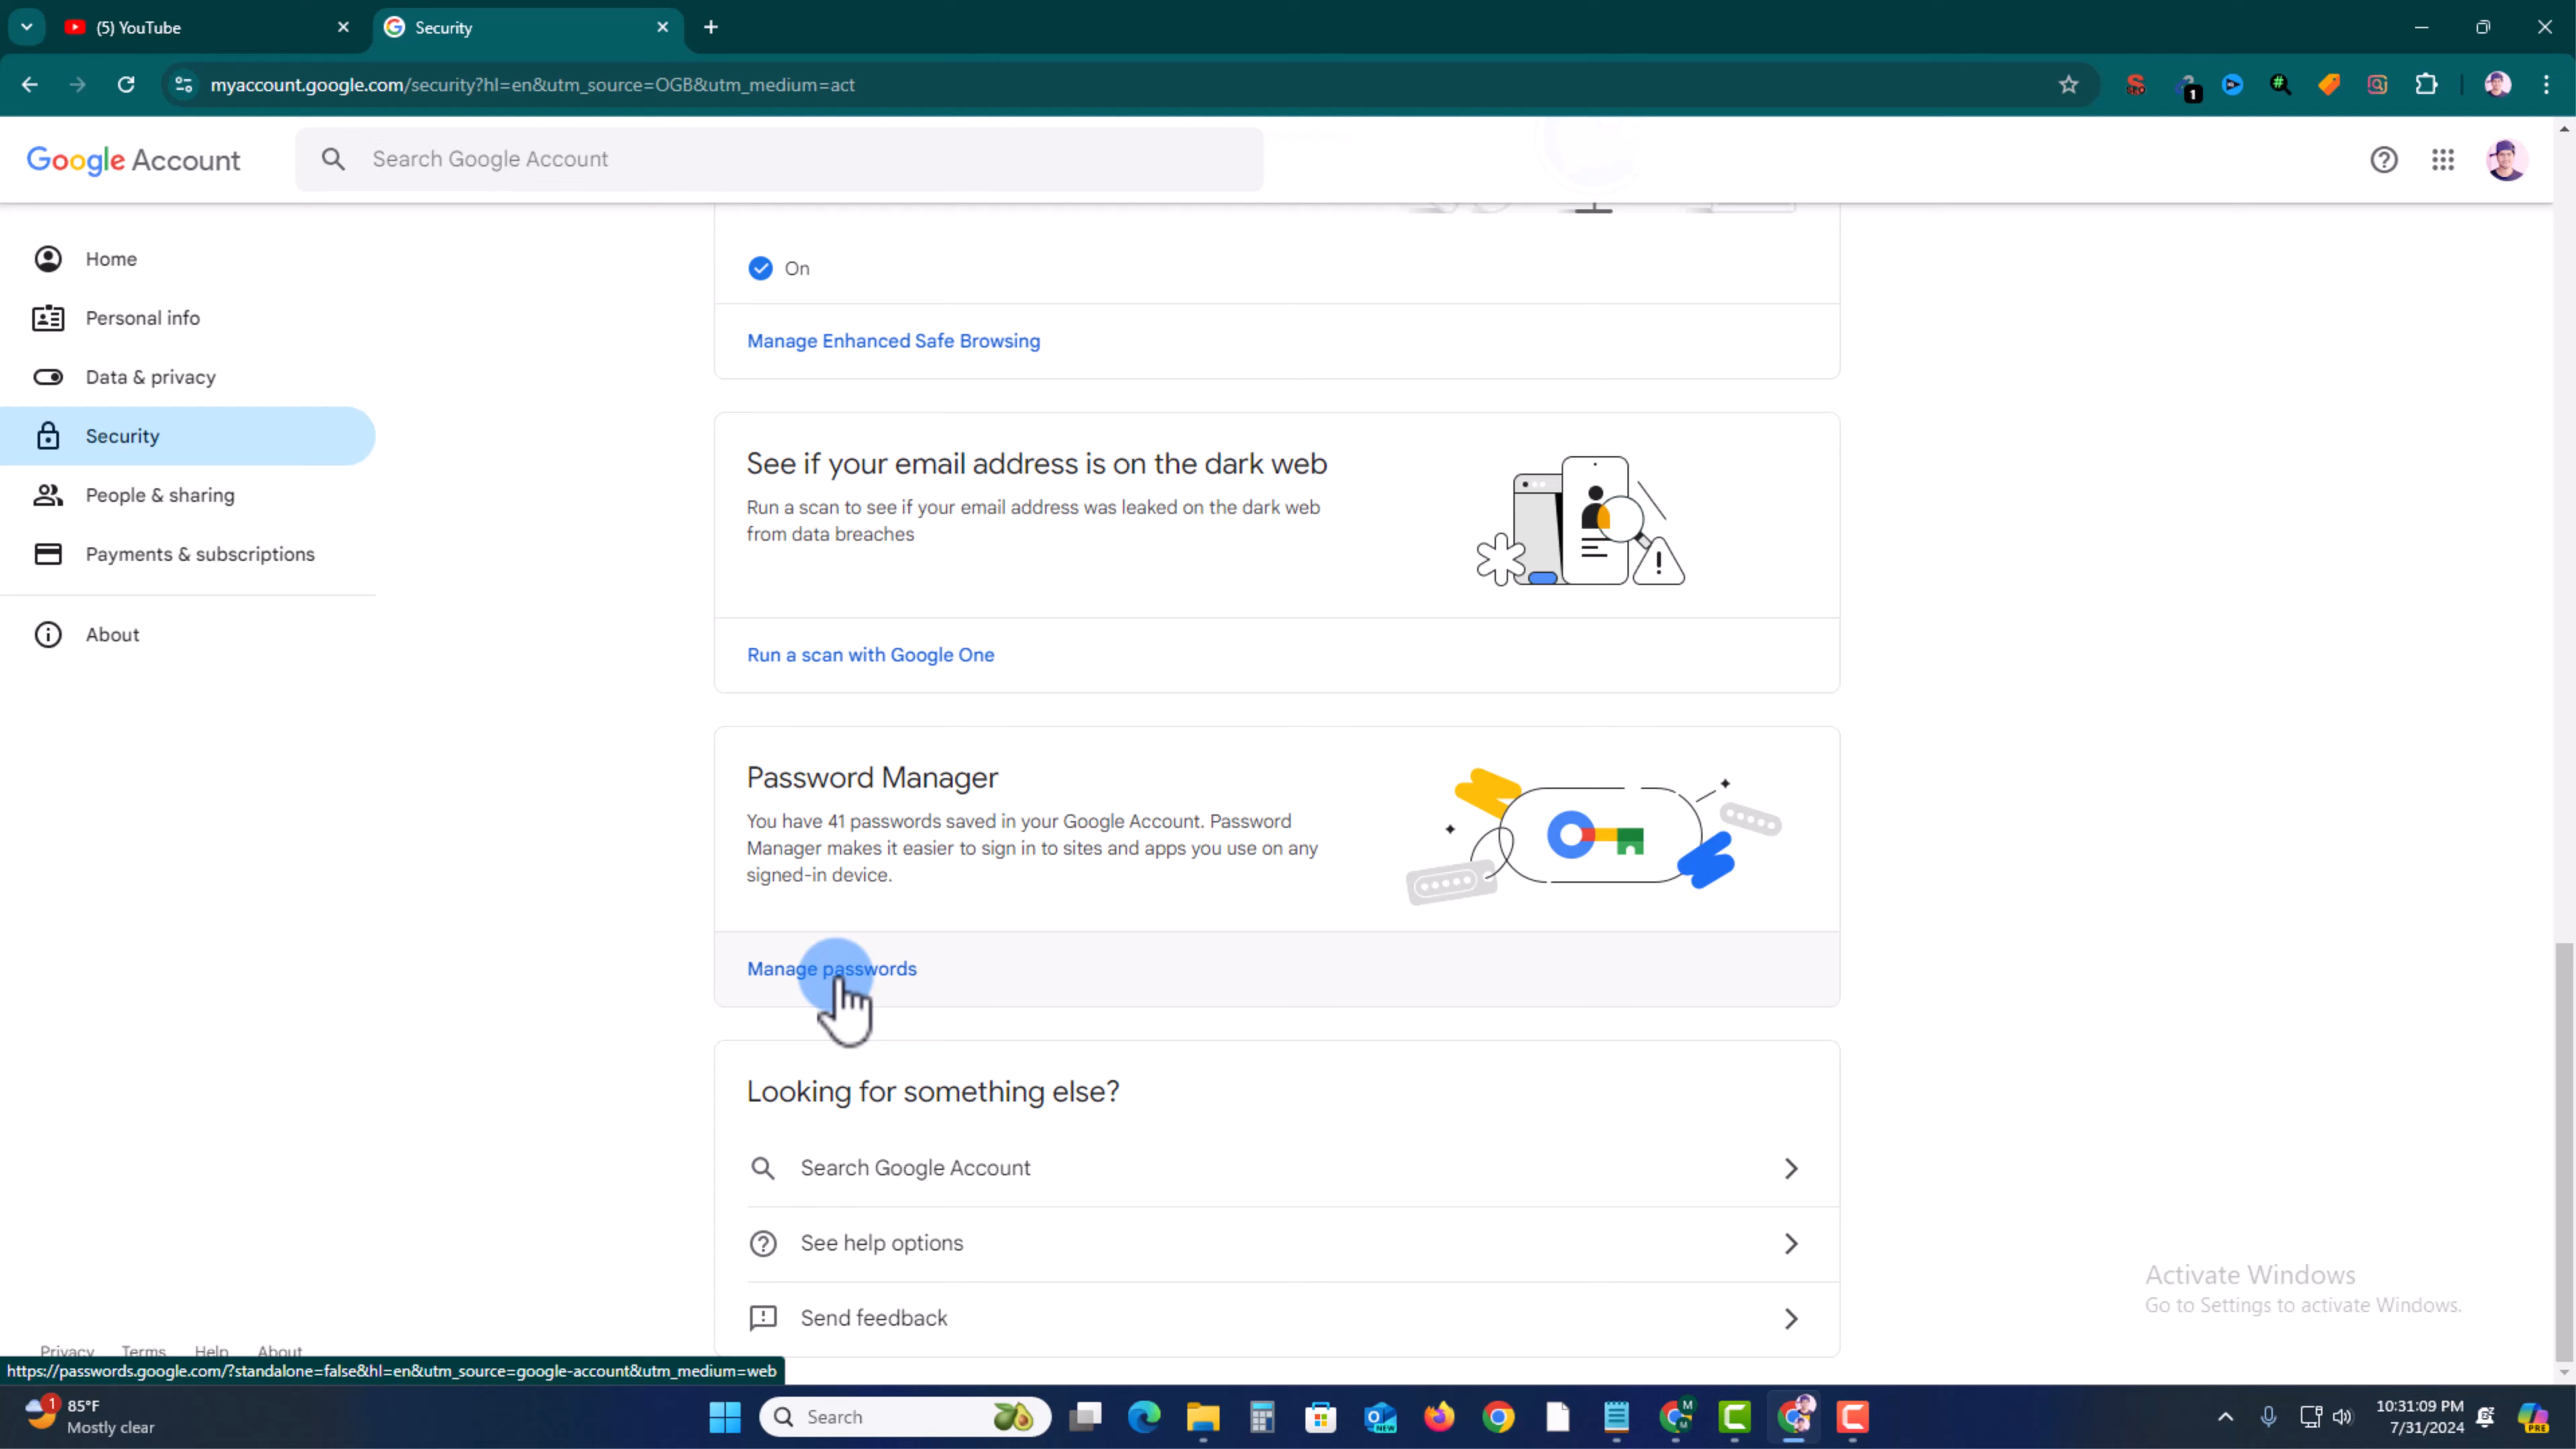 (5) YouTube
Security
myaccount.google.com/security?hl=en&utm_source=OGB&utm_medium=act
1
Google Account
Search Google Account
Home
Personal info
Data & privacy
Security
People & sharing
Payments & subscriptions
About
On
Manage Enhanced Safe Browsing
See if your email address is on the dark web
Run a scan to see if your email address was leaked on the dark web
from data breaches
Run a scan with Google One
Password Manager
You have 41 passwords saved in your Google Account. Password
Manager makes it easier to sign in to sites and apps you use on any
signed-in device.
Manage passwords
Looking for something else?
Search Google Account
See help options
Send feedback
Activate Windows
Go to Settings to activate Windows.
Privacy Terms Help About
https://passwords.google.com/?standalone=false&hl=en&utm_source=google-account&utm_medium=web
1
85°F
Mostly clear
Search
NEW
M
M
10:31:09 PM
7/31/2024
PRE